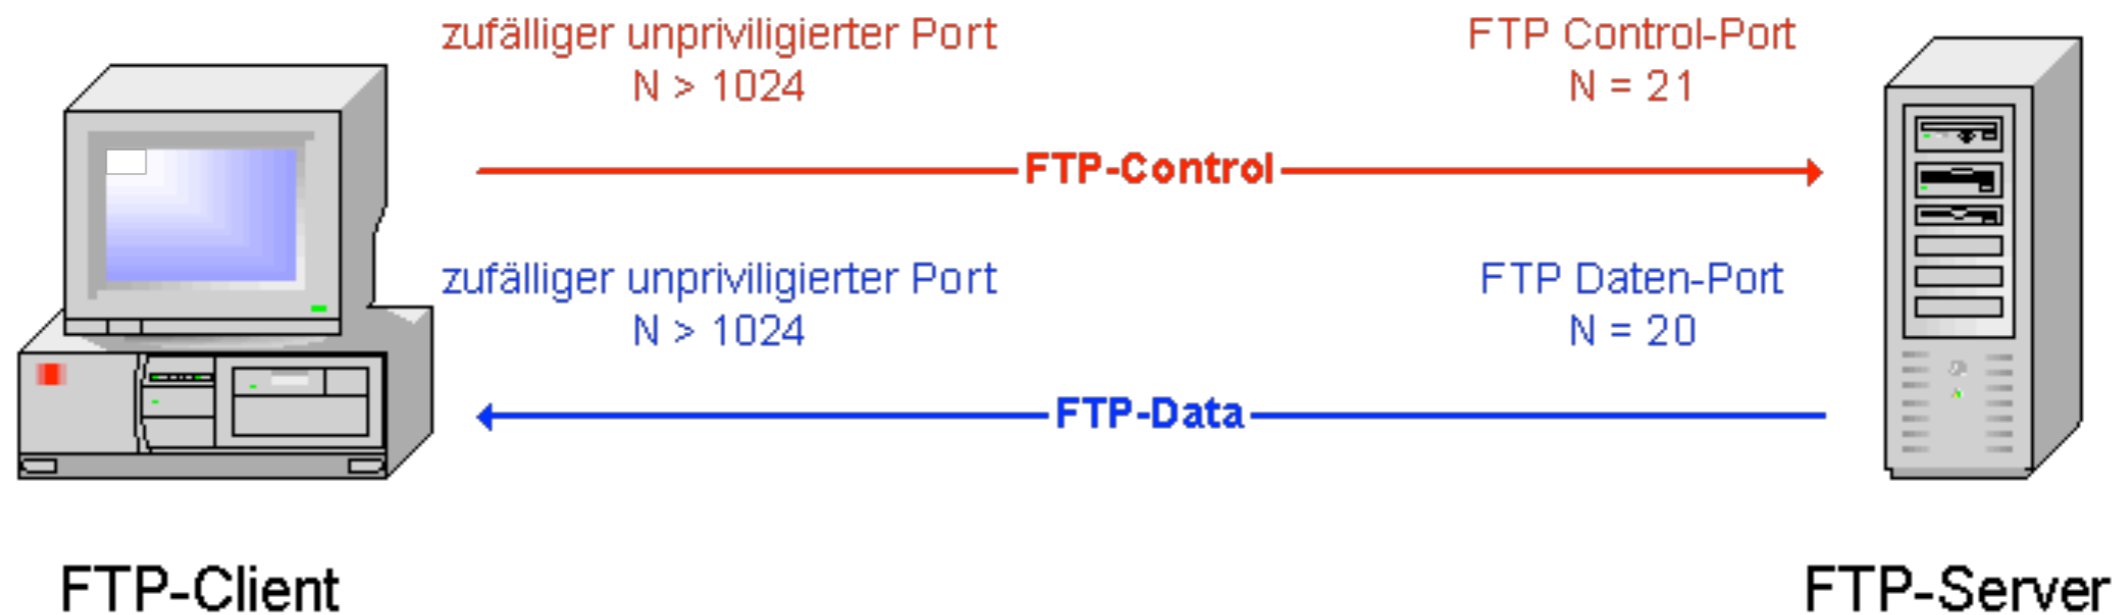 zufälliger unpriviligierter Port
N > 1024
FTP Control-Port
N = 21
FTP-Control
zufälliger unpriviligierter Port
N > 1024
FTP Daten-Port
N = 20
FTP-Data
FTP-Client
FTP-Server